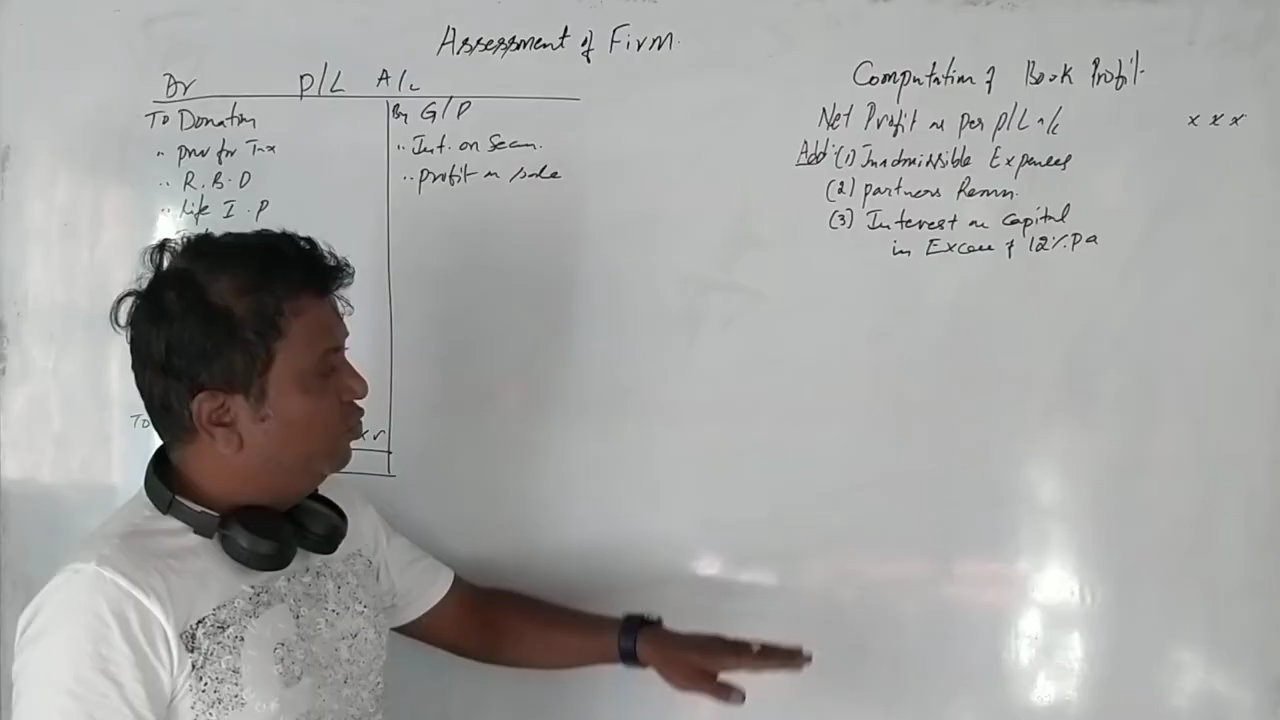 Assessment of Firm.
Dr P/L A/c
To Donation
" prov for Tax
" R.B.D
" Life I.P
To
By G/P
" Int. on Secu.
" profit on sale
Computation of Book Profit
Net Profit as per P/L a/c x x x
Add: (1) Inadmissible Expenses
(2) partners Remn.
(3) Interest on capital
in Excess of 12% Pa